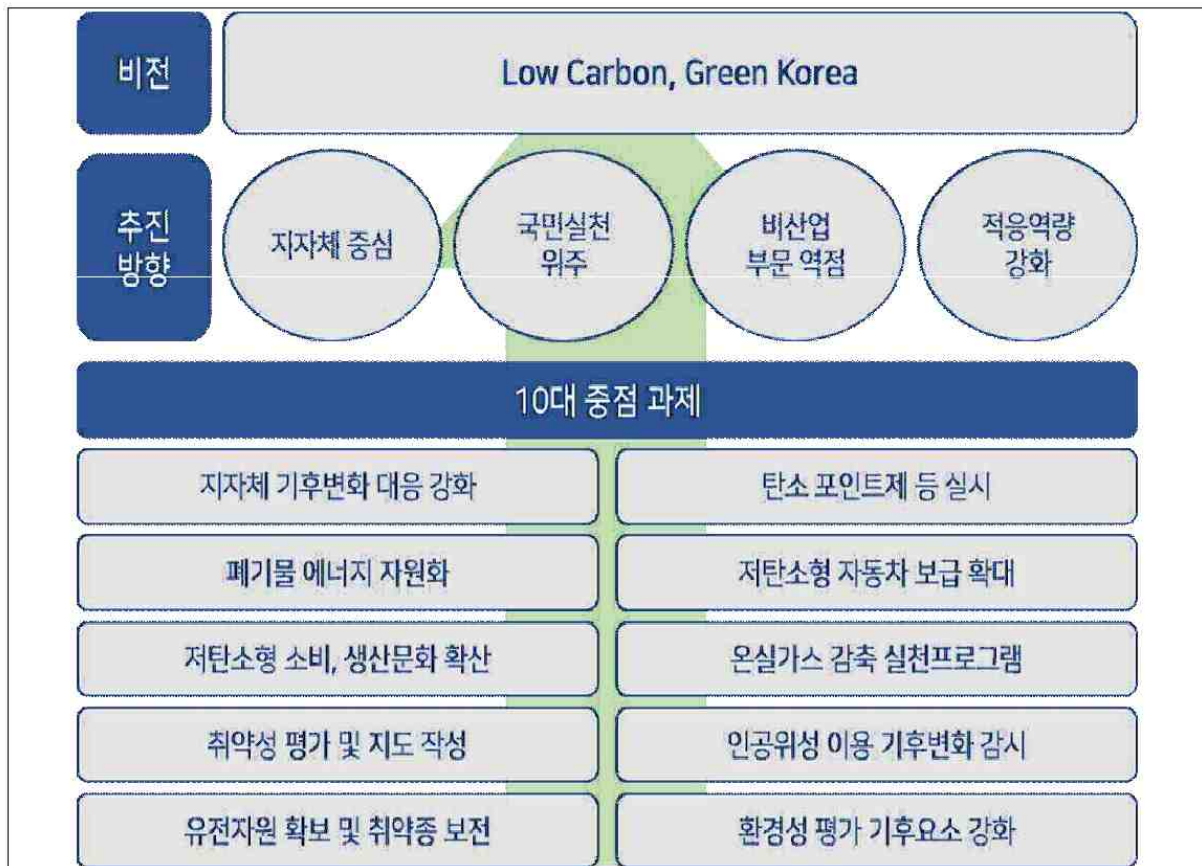 비전
Low Carbon, Green Korea
추진
방향
지자체 중심
국민실천
위주
비산업
부문 역점
적응역량
강화
10대 중점 과제
지자체 기후변화 대응 강화
탄소 포인트제 등 실시
폐기물 에너지 자원화
저탄소형 자동차 보급 확대
저탄소형 소비, 생산문화 확산
온실가스 감축 실천프로그램
취약성 평가 및 지도 작성
인공위성 이용 기후변화 감시
유전자원 확보 및 취약종 보전
환경성 평가 기후요소 강화